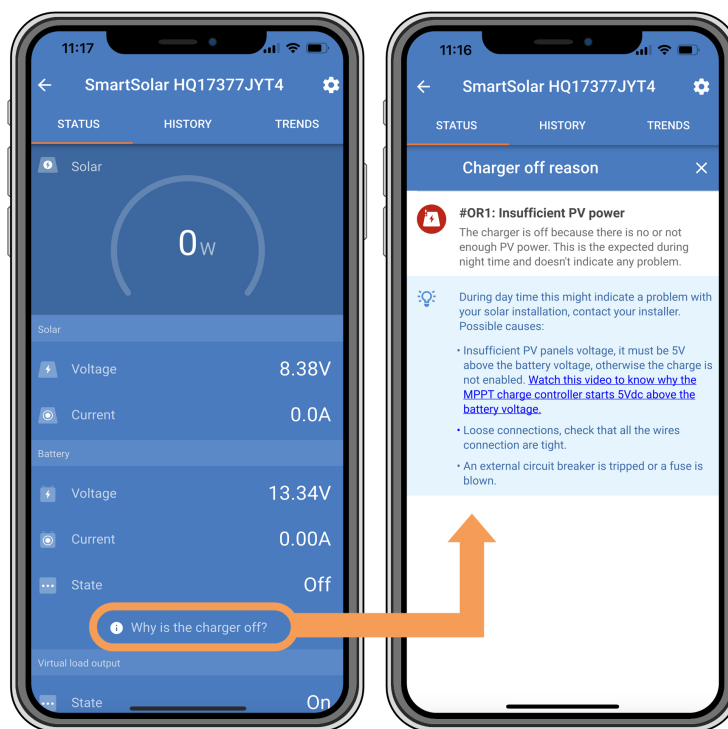 11:17
SmartSolar HQ17377JYT4
STATUS HISTORY TRENDS
Solar
0W
Solar
Voltage 8.38V
Current 0.0A
Battery
Voltage 13.34V
Current 0.00A
State Off
Why is the charger off?
Virtual load output
State On
11:16
SmartSolar HQ17377JYT4
STATUS HISTORY TRENDS
Charger off reason
#OR1: Insufficient PV power
The charger is off because there is no or not
enough PV power. This is the expected during
night time and doesn't indicate any problem.
During day time this might indicate a problem with
your solar installation, contact your installer.
Possible causes:
• Insufficient PV panels voltage, it must be 5V
above the battery voltage, otherwise the charge is
not enabled. Watch this video to know why the
MPPT charge controller starts 5Vdc above the
battery voltage.
• Loose connections, check that all the wires
connection are tight.
• An external circuit breaker is tripped or a fuse is
blown.